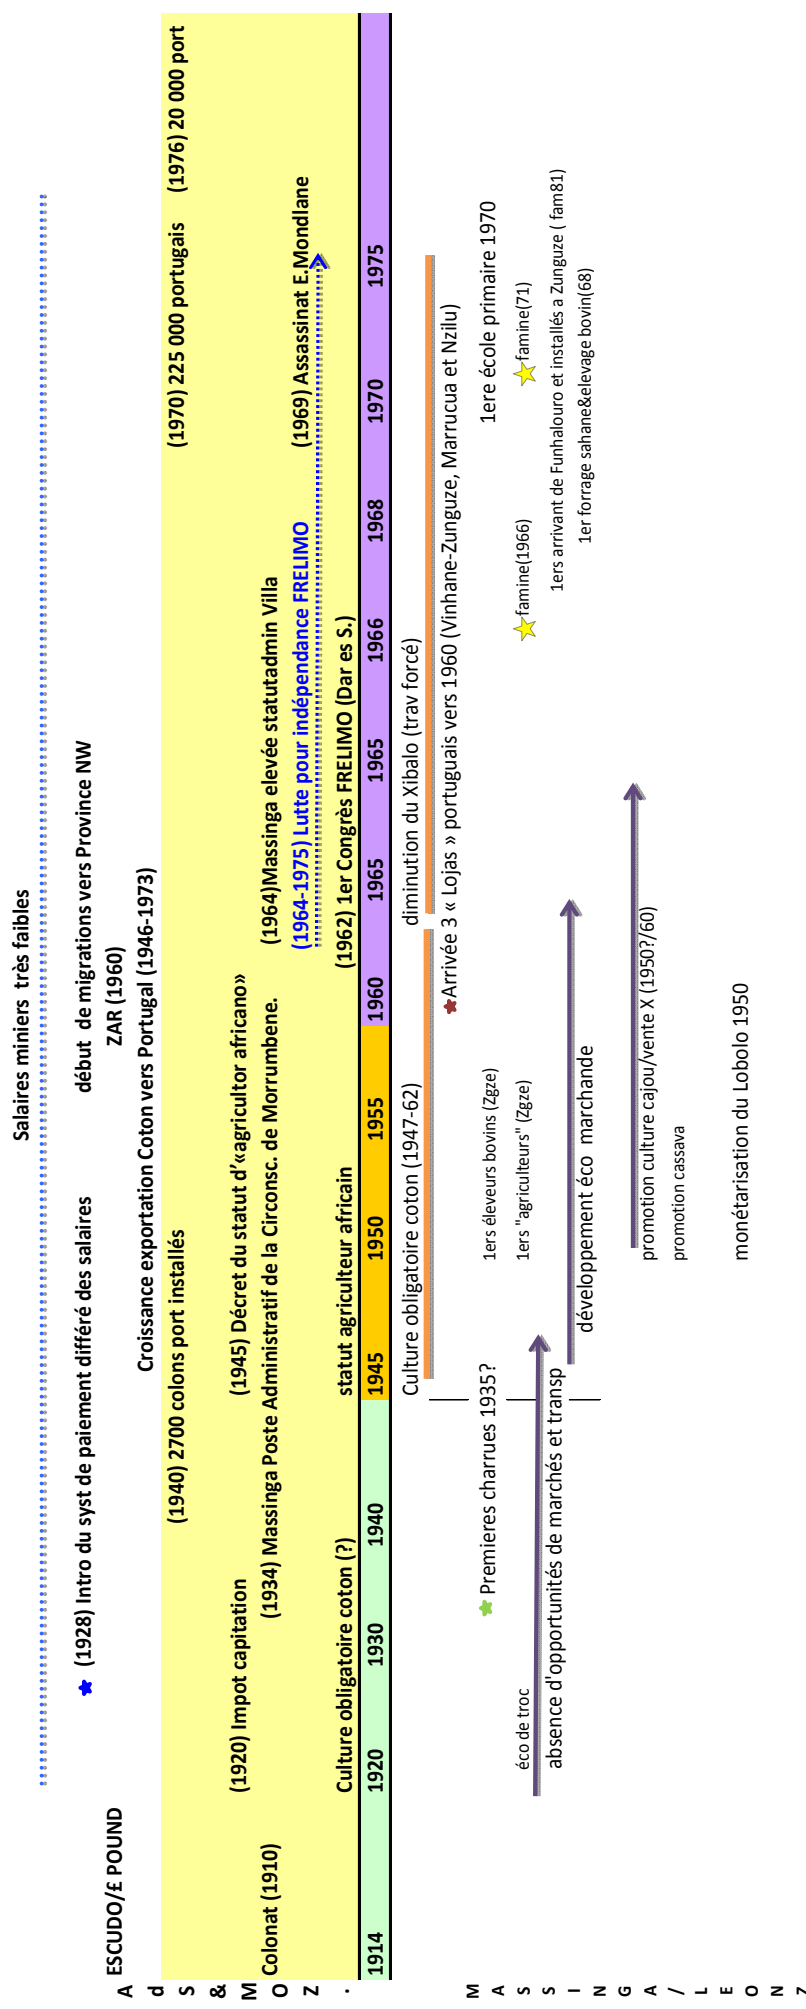 Salaires miniers très faibles
(1928) Intro du syst de paiement différé des salaires
début de migrations vers Province NW
ESCUDO/£ POUND
ZAR (1960)
Croissance exportation Coton vers Portugal (1946-1973)
(1940) 2700 colons port installés
(1970) 225 000 portugais
(1976) 20 000 port
(1920) Impot capitation
(1945) Décret du statut d'«agricultor africano»
Colonat (1910)
(1934) Massinga Poste Administratif de la Circonsc. de Morrumbene.
(1964)Massinga elevée statutadmin Villa
(1964-1975) Lutte pour indépendance FRELIMO
(1969) Assassinat E.Mondlane
Culture obligatoire coton (?)
statut agriculteur africain
(1962) 1er Congrès FRELIMO (Dar es S.)
1914 1920 1930 1940 1945 1950 1955 1960 1965 1965 1966 1968 1970 1975
Culture obligatoire coton (1947-62)
diminution du Xibalo (trav forcé)
Arrivée 3 « Lojas » portuguais vers 1960 (Vinhane-Zunguze, Marrucua et Nzilu)
Premieres charrues 1935?
1ers éleveurs bovins (Zgze)
1ere école primaire 1970
éco de troc
1ers "agriculteurs" (Zgze)
famine(1966)
famine(71)
absence d'opportunités de marchés et transp
1ers arrivant de Funhalouro et installés a Zunguze ( fam81)
développement éco marchande
1er forrage sahane&elevage bovin(68)
promotion culture cajou/vente X (1950?/60)
promotion cassava
monétarisation du Lobolo 1950
A d S & M O Z .
M A S S I N G A / L E O N Z